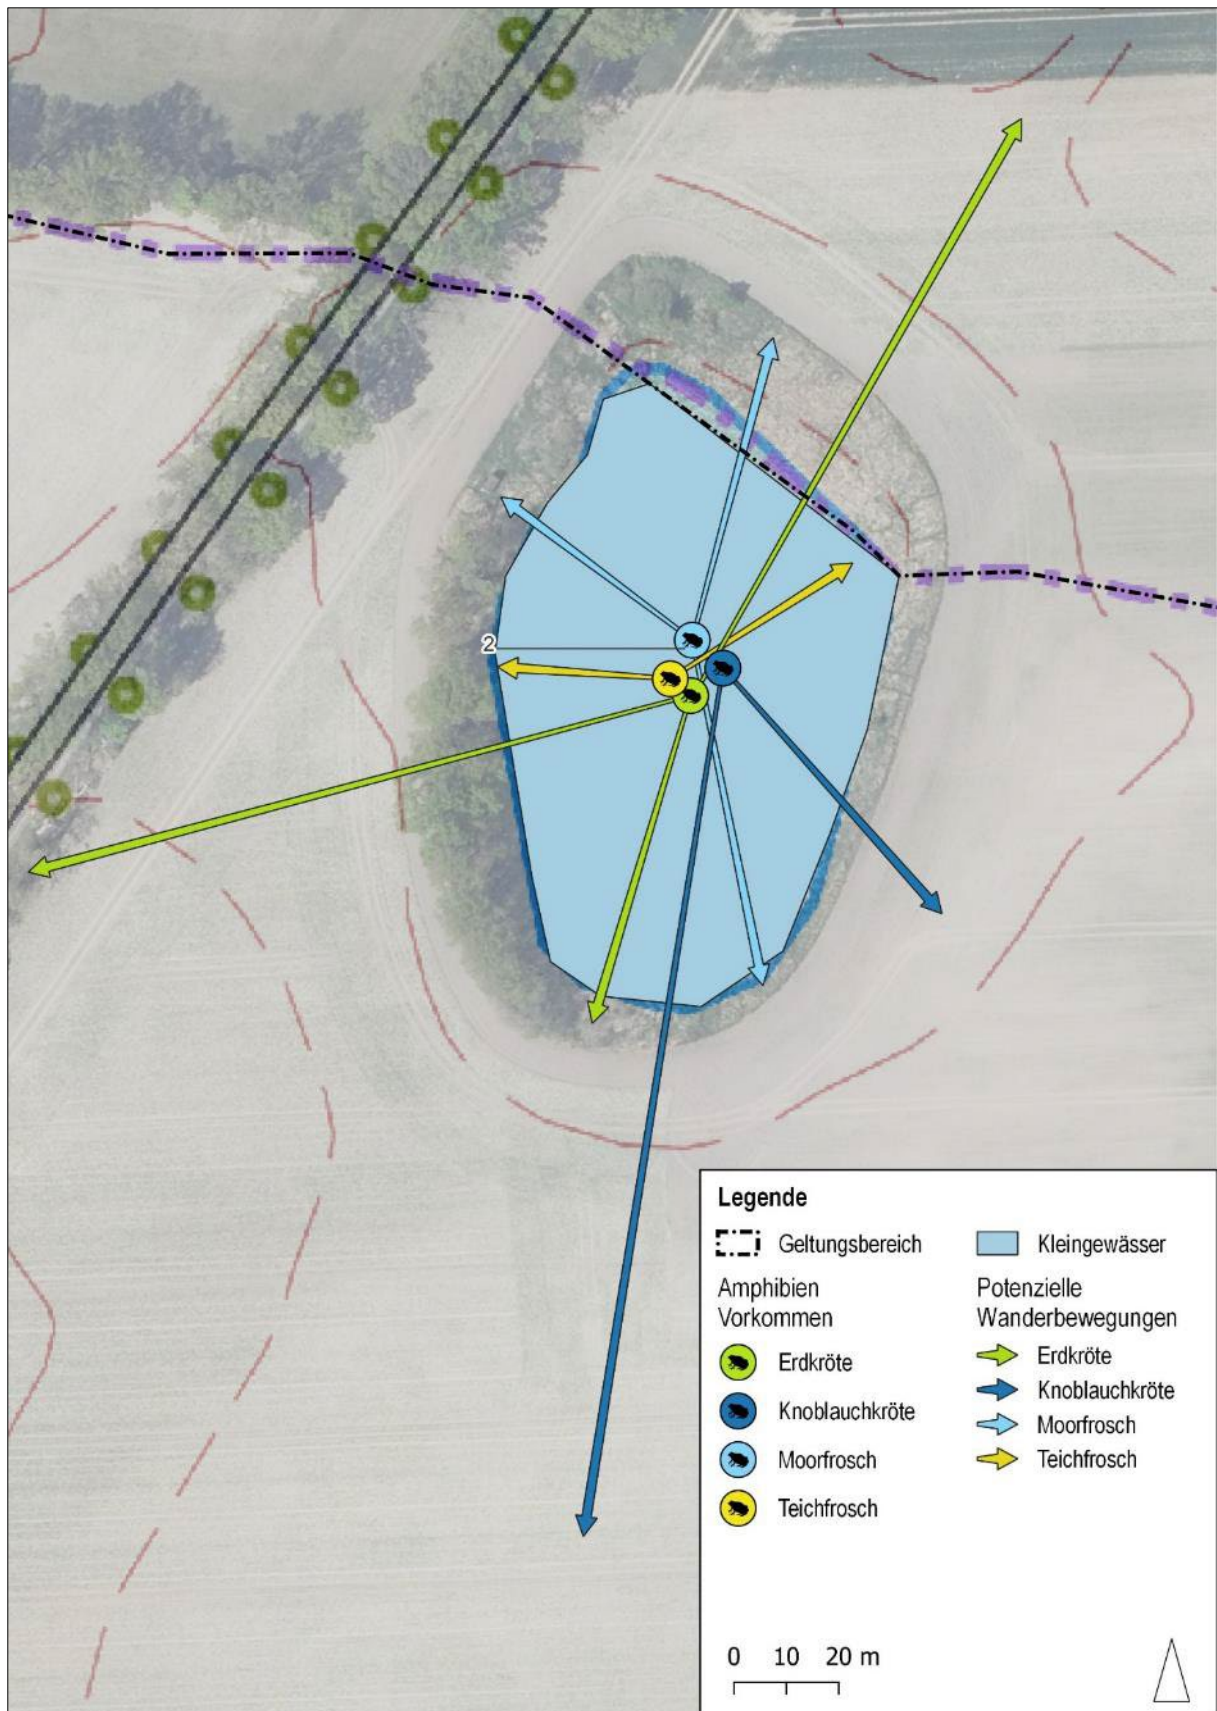 2
Legende
Geltungsbereich
Kleingewässer
Amphibien
Vorkommen
Potenzielle
Wanderbewegungen
Erdkröte
Knoblauchkröte
Moorfrosch
Teichfrosch
Erdkröte
Knoblauchkröte
Moorfrosch
Teichfrosch
0 10 20 m